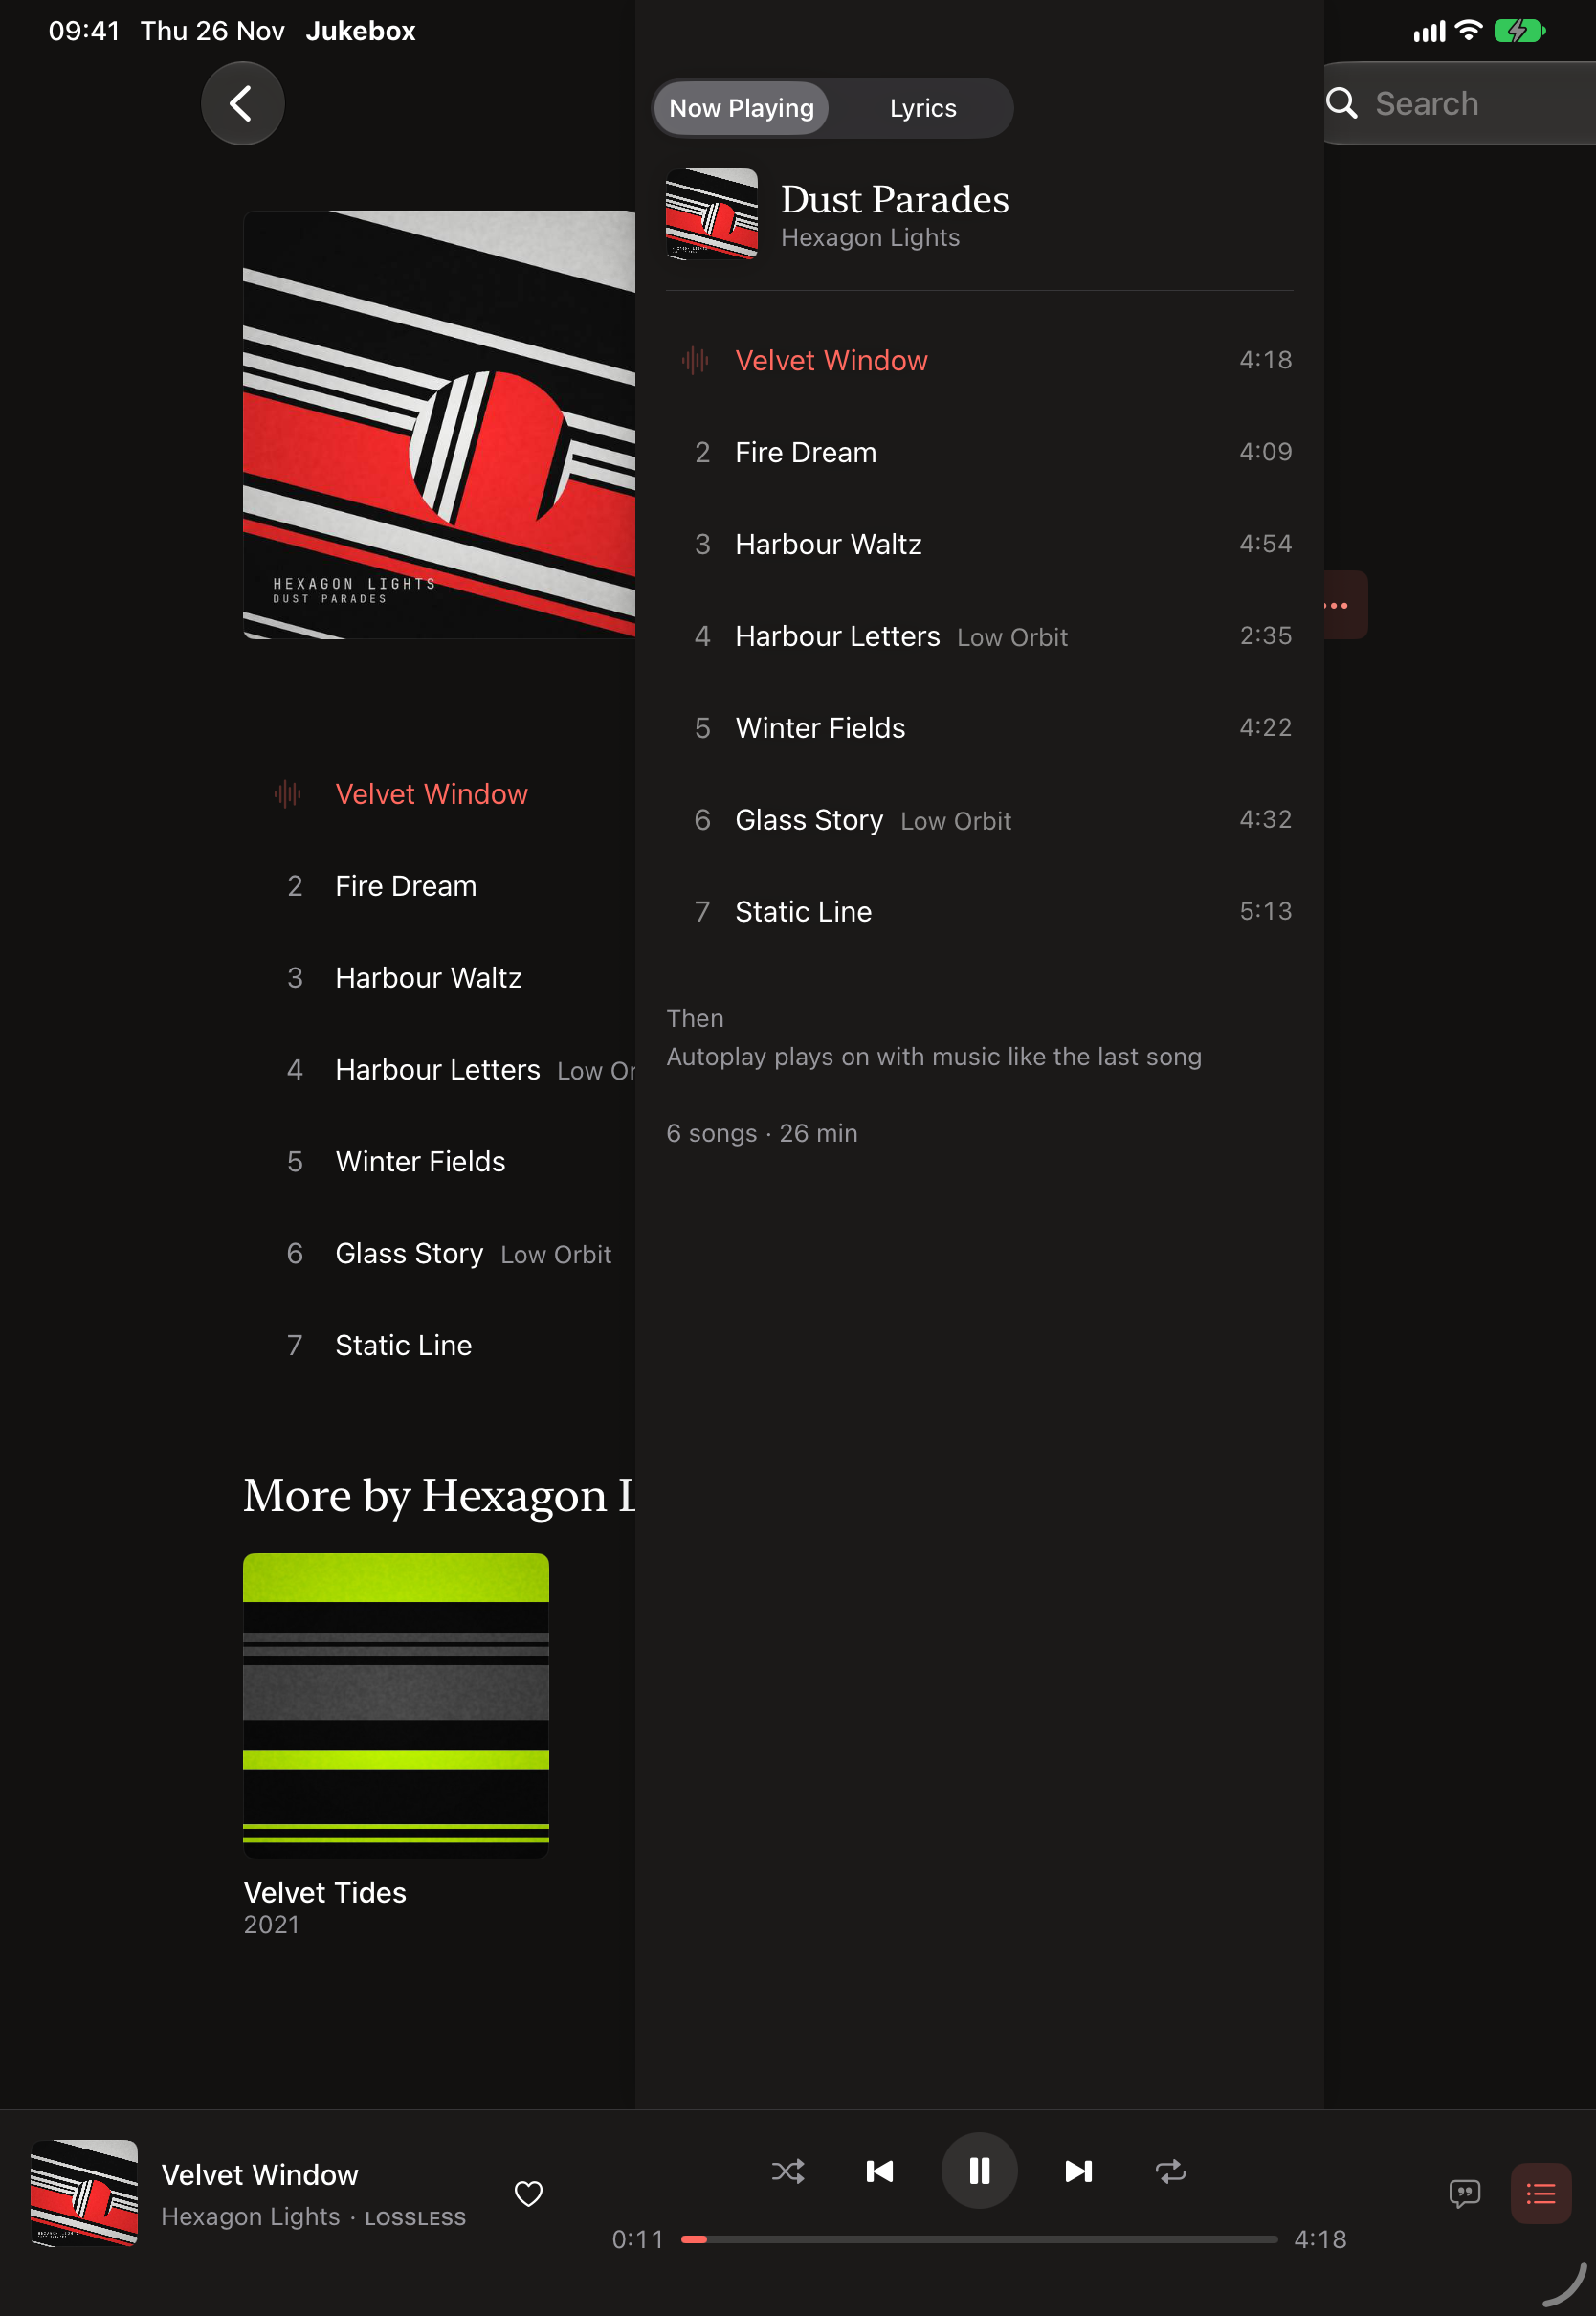 09:41 Thu 26 Nov Jukebox
Search
HEXAGON LIGHTS
DUST PARADES
Velvet Window
2 Fire Dream
3 Harbour Waltz
4 Harbour Letters Low Or
5 Winter Fields
6 Glass Story Low Orbit
7 Static Line
More by Hexagon L
Velvet Tides
2021
Now Playing Lyrics
Dust Parades
Hexagon Lights
Velvet Window 4:18
2 Fire Dream 4:09
3 Harbour Waltz 4:54
4 Harbour Letters Low Orbit 2:35
5 Winter Fields 4:22
6 Glass Story Low Orbit 4:32
7 Static Line 5:13
Then
Autoplay plays on with music like the last song
6 songs · 26 min
Velvet Window
Hexagon Lights · LOSSLESS
0:11 4:18